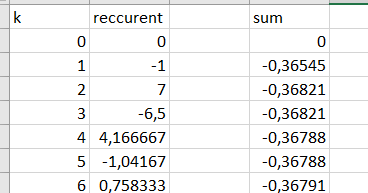 k reccurent sum
0 0 0
1 -1 -0,36545
2 7 -0,36821
3 -6,5 -0,36821
4 4,166667 -0,36788
5 -1,04167 -0,36788
6 0,758333 -0,36791